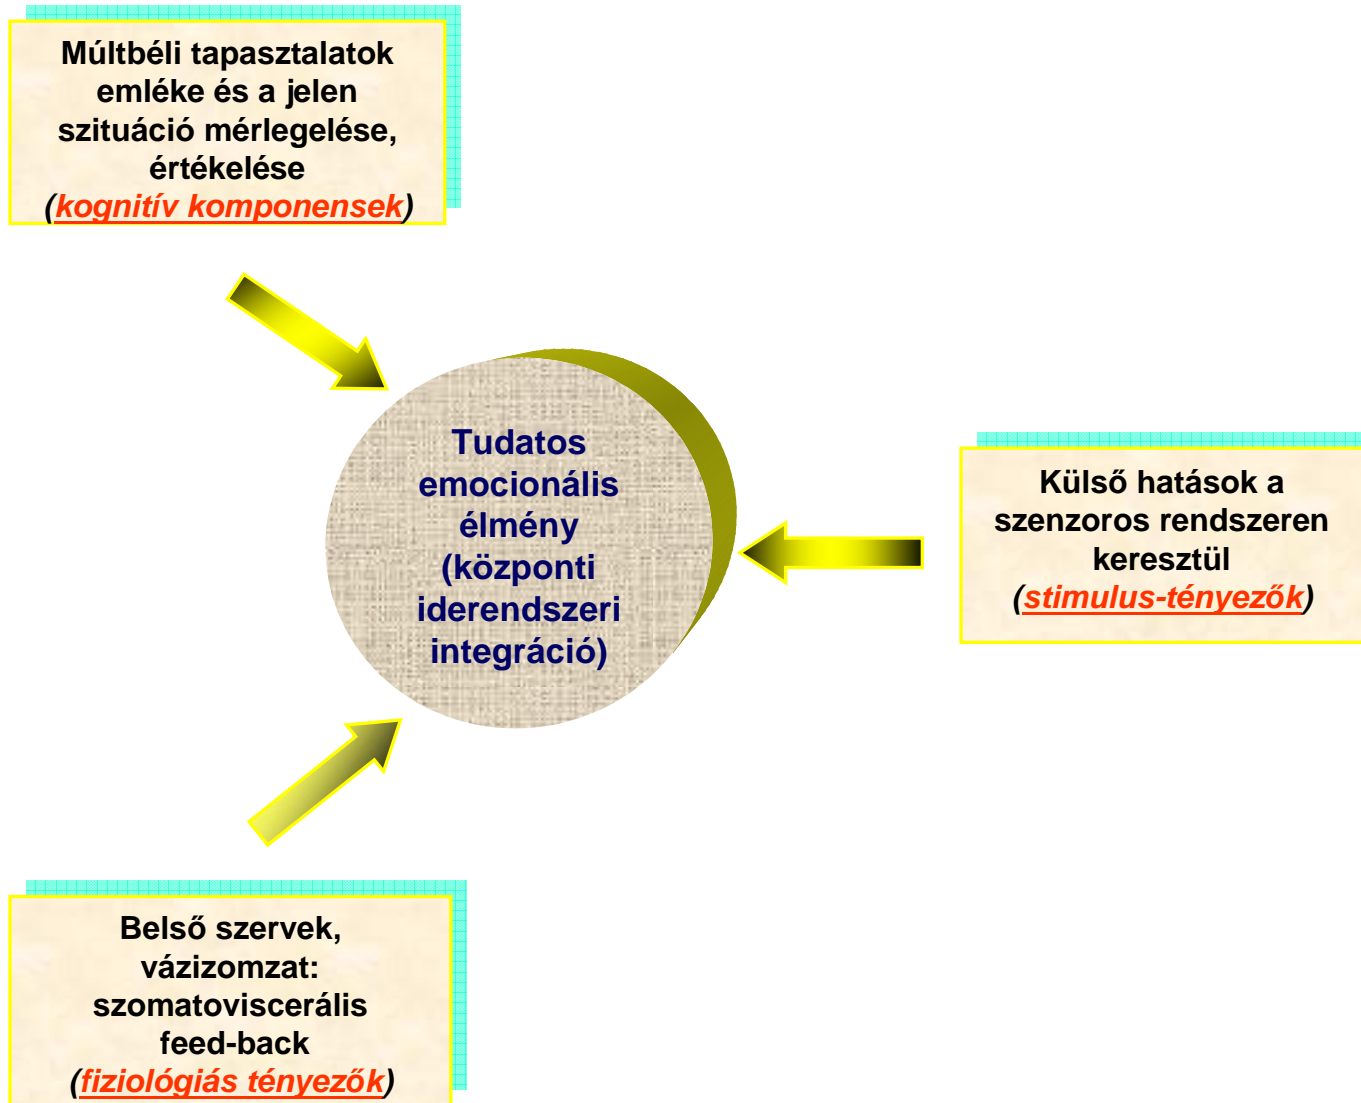 Múltbéli tapasztalatok
emléke és a jelen
szituáció mérlegelése,
értékelése
(kognitív komponensek)
Tudatos
emocionális
élmény
(központi
iderendszeri
integráció)
Külső hatások a
szenzoros rendszeren
keresztül
(stimulus-tényezők)
Belső szervek,
vázizomzat:
szomatoviscerális
feed-back
(fiziológiás tényezők)